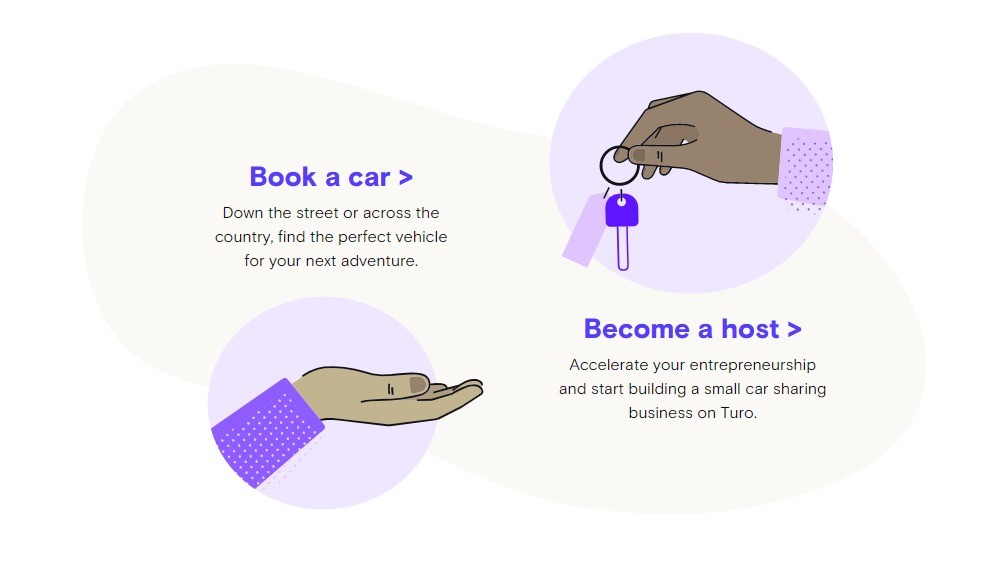 Book a car >
Down the street or across the
country, find the perfect vehicle
for your next adventure.
Become a host >
Accelerate your entrepreneurship
and start building a small car sharing
business on Turo.